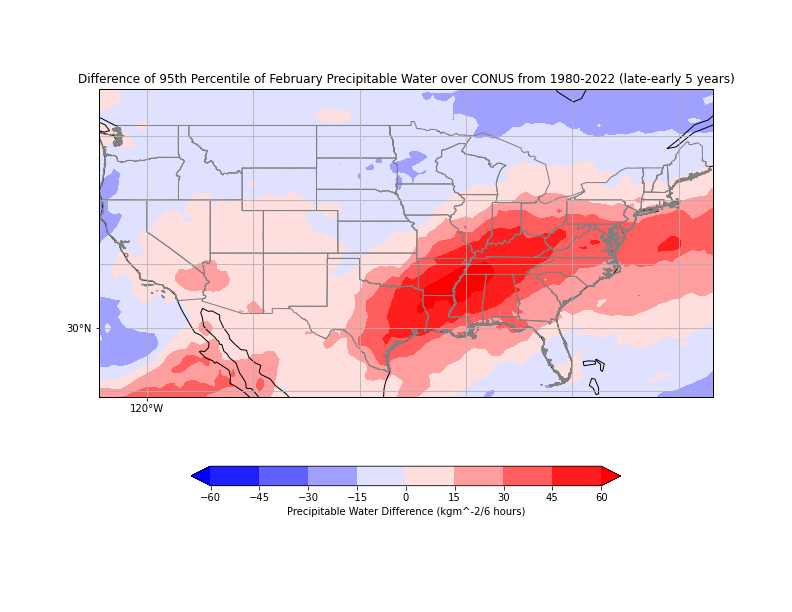 Difference of 95th Percentile of February Precipitable Water over CONUS from 1980-2022 (late-early 5 years)
30°N
120°W
−60 −45 −30 −15 0 15 30 45 60
Precipitable Water Difference (kgm^-2/6 hours)